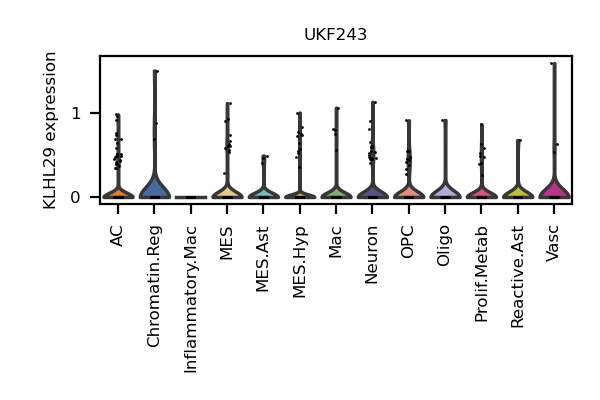 UKF243
KLHL29 expression
1
0
AC
Chromatin.Reg
Inflammatory.Mac
MES
MES.Ast
MES.Hyp
Mac
Neuron
OPC
Oligo
Prolif.Metab
Reactive.Ast
Vasc